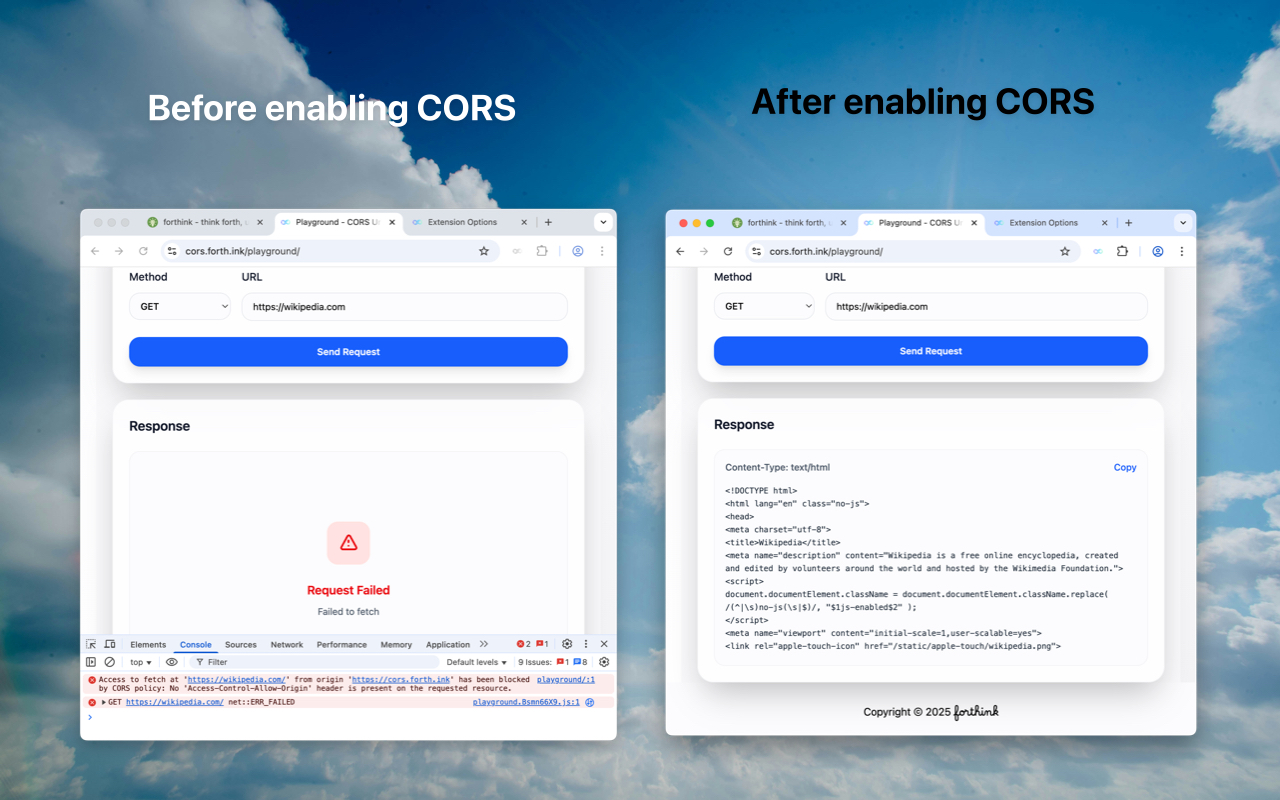 Before enabling CORS
After enabling CORS
forthink - think forth,
Playground - CORS U
Extension Options
cors.forth.ink/playground/
Method
URL
GET
https://wikipedia.com
Send Request
Response
Request Failed
Failed to fetch
Elements Console Sources Network Performance Memory Application 2 1
top Filter Default levels 9 Issues: 1 8
Access to fetch at 'https://wikipedia.com/' from origin 'https://cors.forth.ink' has been blocked playground/:1
by CORS policy: No 'Access-Control-Allow-Origin' header is present on the requested resource.
GET https://wikipedia.com/ net::ERR_FAILED playground.Bsmn66X9.js:1
forthink - think forth,
Playground - CORS U
Extension Options
cors.forth.ink/playground/
Method
URL
GET
https://wikipedia.com
Send Request
Response
Content-Type: text/html
Copy
<!DOCTYPE html>
<html lang="en" class="no-js">
<head>
<meta charset="utf-8">
<title>Wikipedia</title>
<meta name="description" content="Wikipedia is a free online encyclopedia, created
and edited by volunteers around the world and hosted by the Wikimedia Foundation.">
<script>
document.documentElement.className = document.documentElement.className.replace(
/(^|\s)no-js(\s|$)/, "$1js-enabled$2" );
</script>
<meta name="viewport" content="initial-scale=1,user-scalable=yes">
<link rel="apple-touch-icon" href="/static/apple-touch/wikipedia.png">
Copyright © 2025 forthink